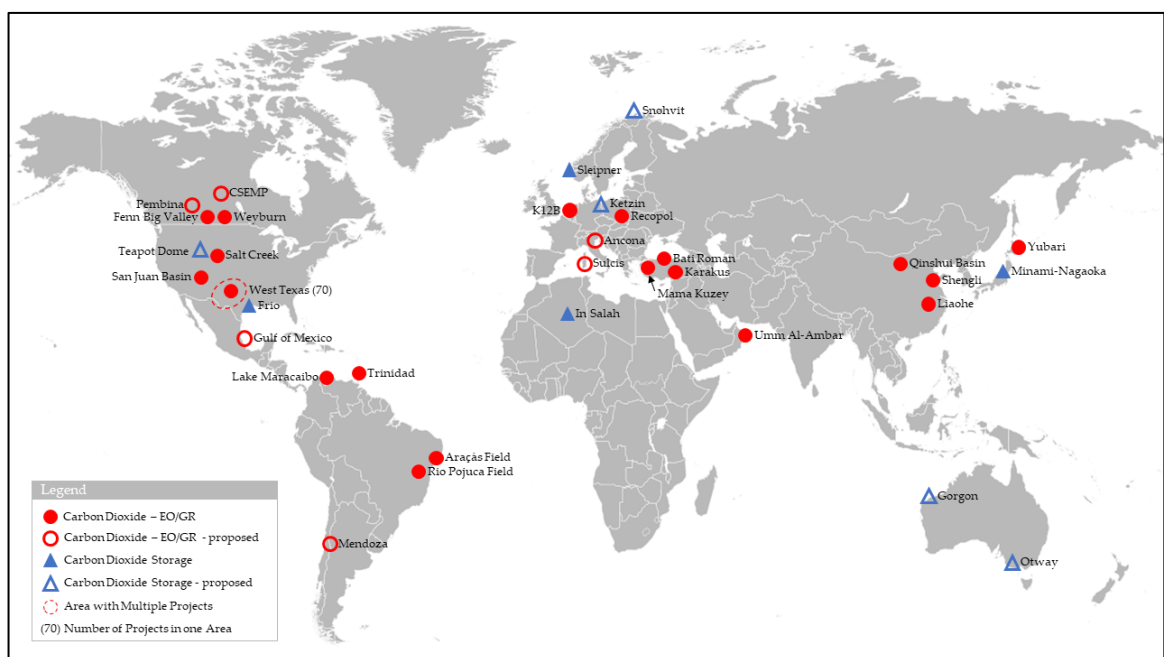 Snøhvit
Sleipner
CSEMP
Pembina
Fenn Big Valley
Weyburn
K12B
Ketzin
Recopol
Teapot Dome
Salt Creek
Ancona
Sulcis
Bati Roman
Karakus
Mama Kuzey
Yubari
Qinshui Basin
Minami-Nagaoka
Shengli
Liaohe
San Juan Basin
West Texas (70)
Frio
In Salah
Gulf of Mexico
Umm Al-Ambar
Lake Maracaibo
Trinidad
Araçás Field
Rio Pojuca Field
Gorgon
Mendoza
Otway
Legend
Carbon Dioxide – EO/GR
Carbon Dioxide – EO/GR - proposed
Carbon Dioxide Storage
Carbon Dioxide Storage - proposed
Area with Multiple Projects
(70) Number of Projects in one Area